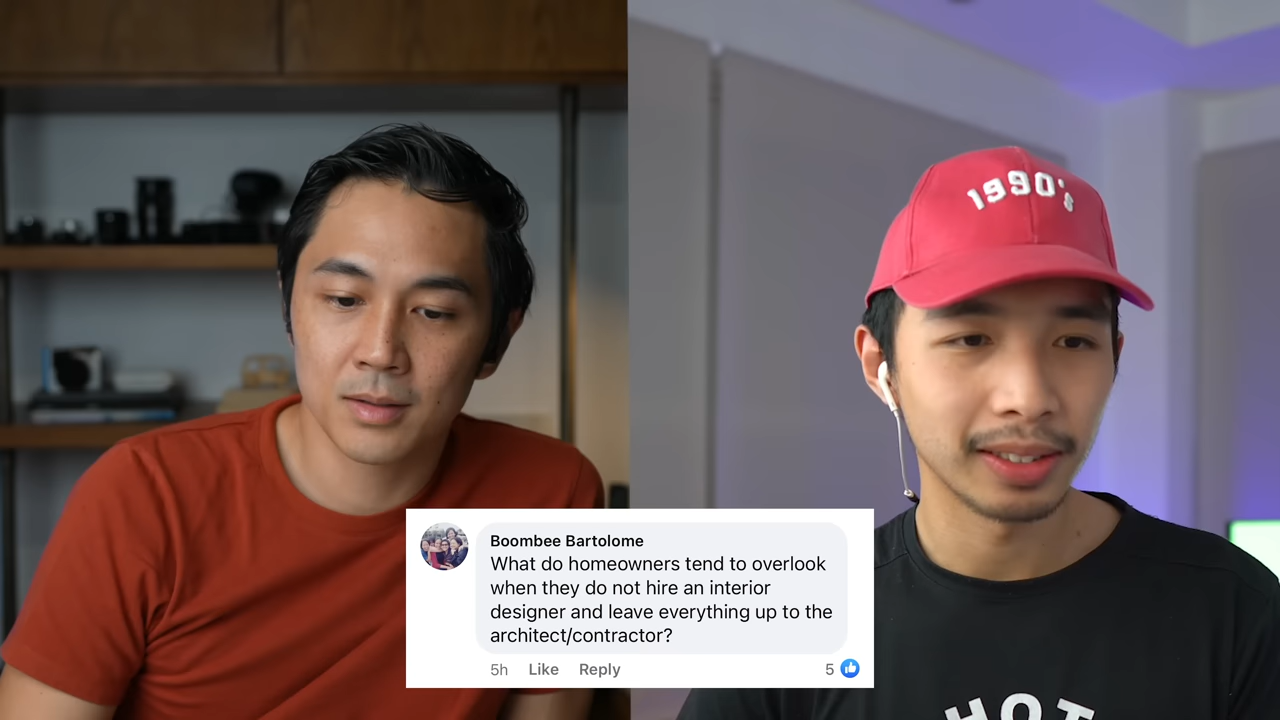 1990's
Boombee Bartolome
What do homeowners tend to overlook
when they do not hire an interior
designer and leave everything up to the
architect/contractor?
5h Like Reply 5
HOT